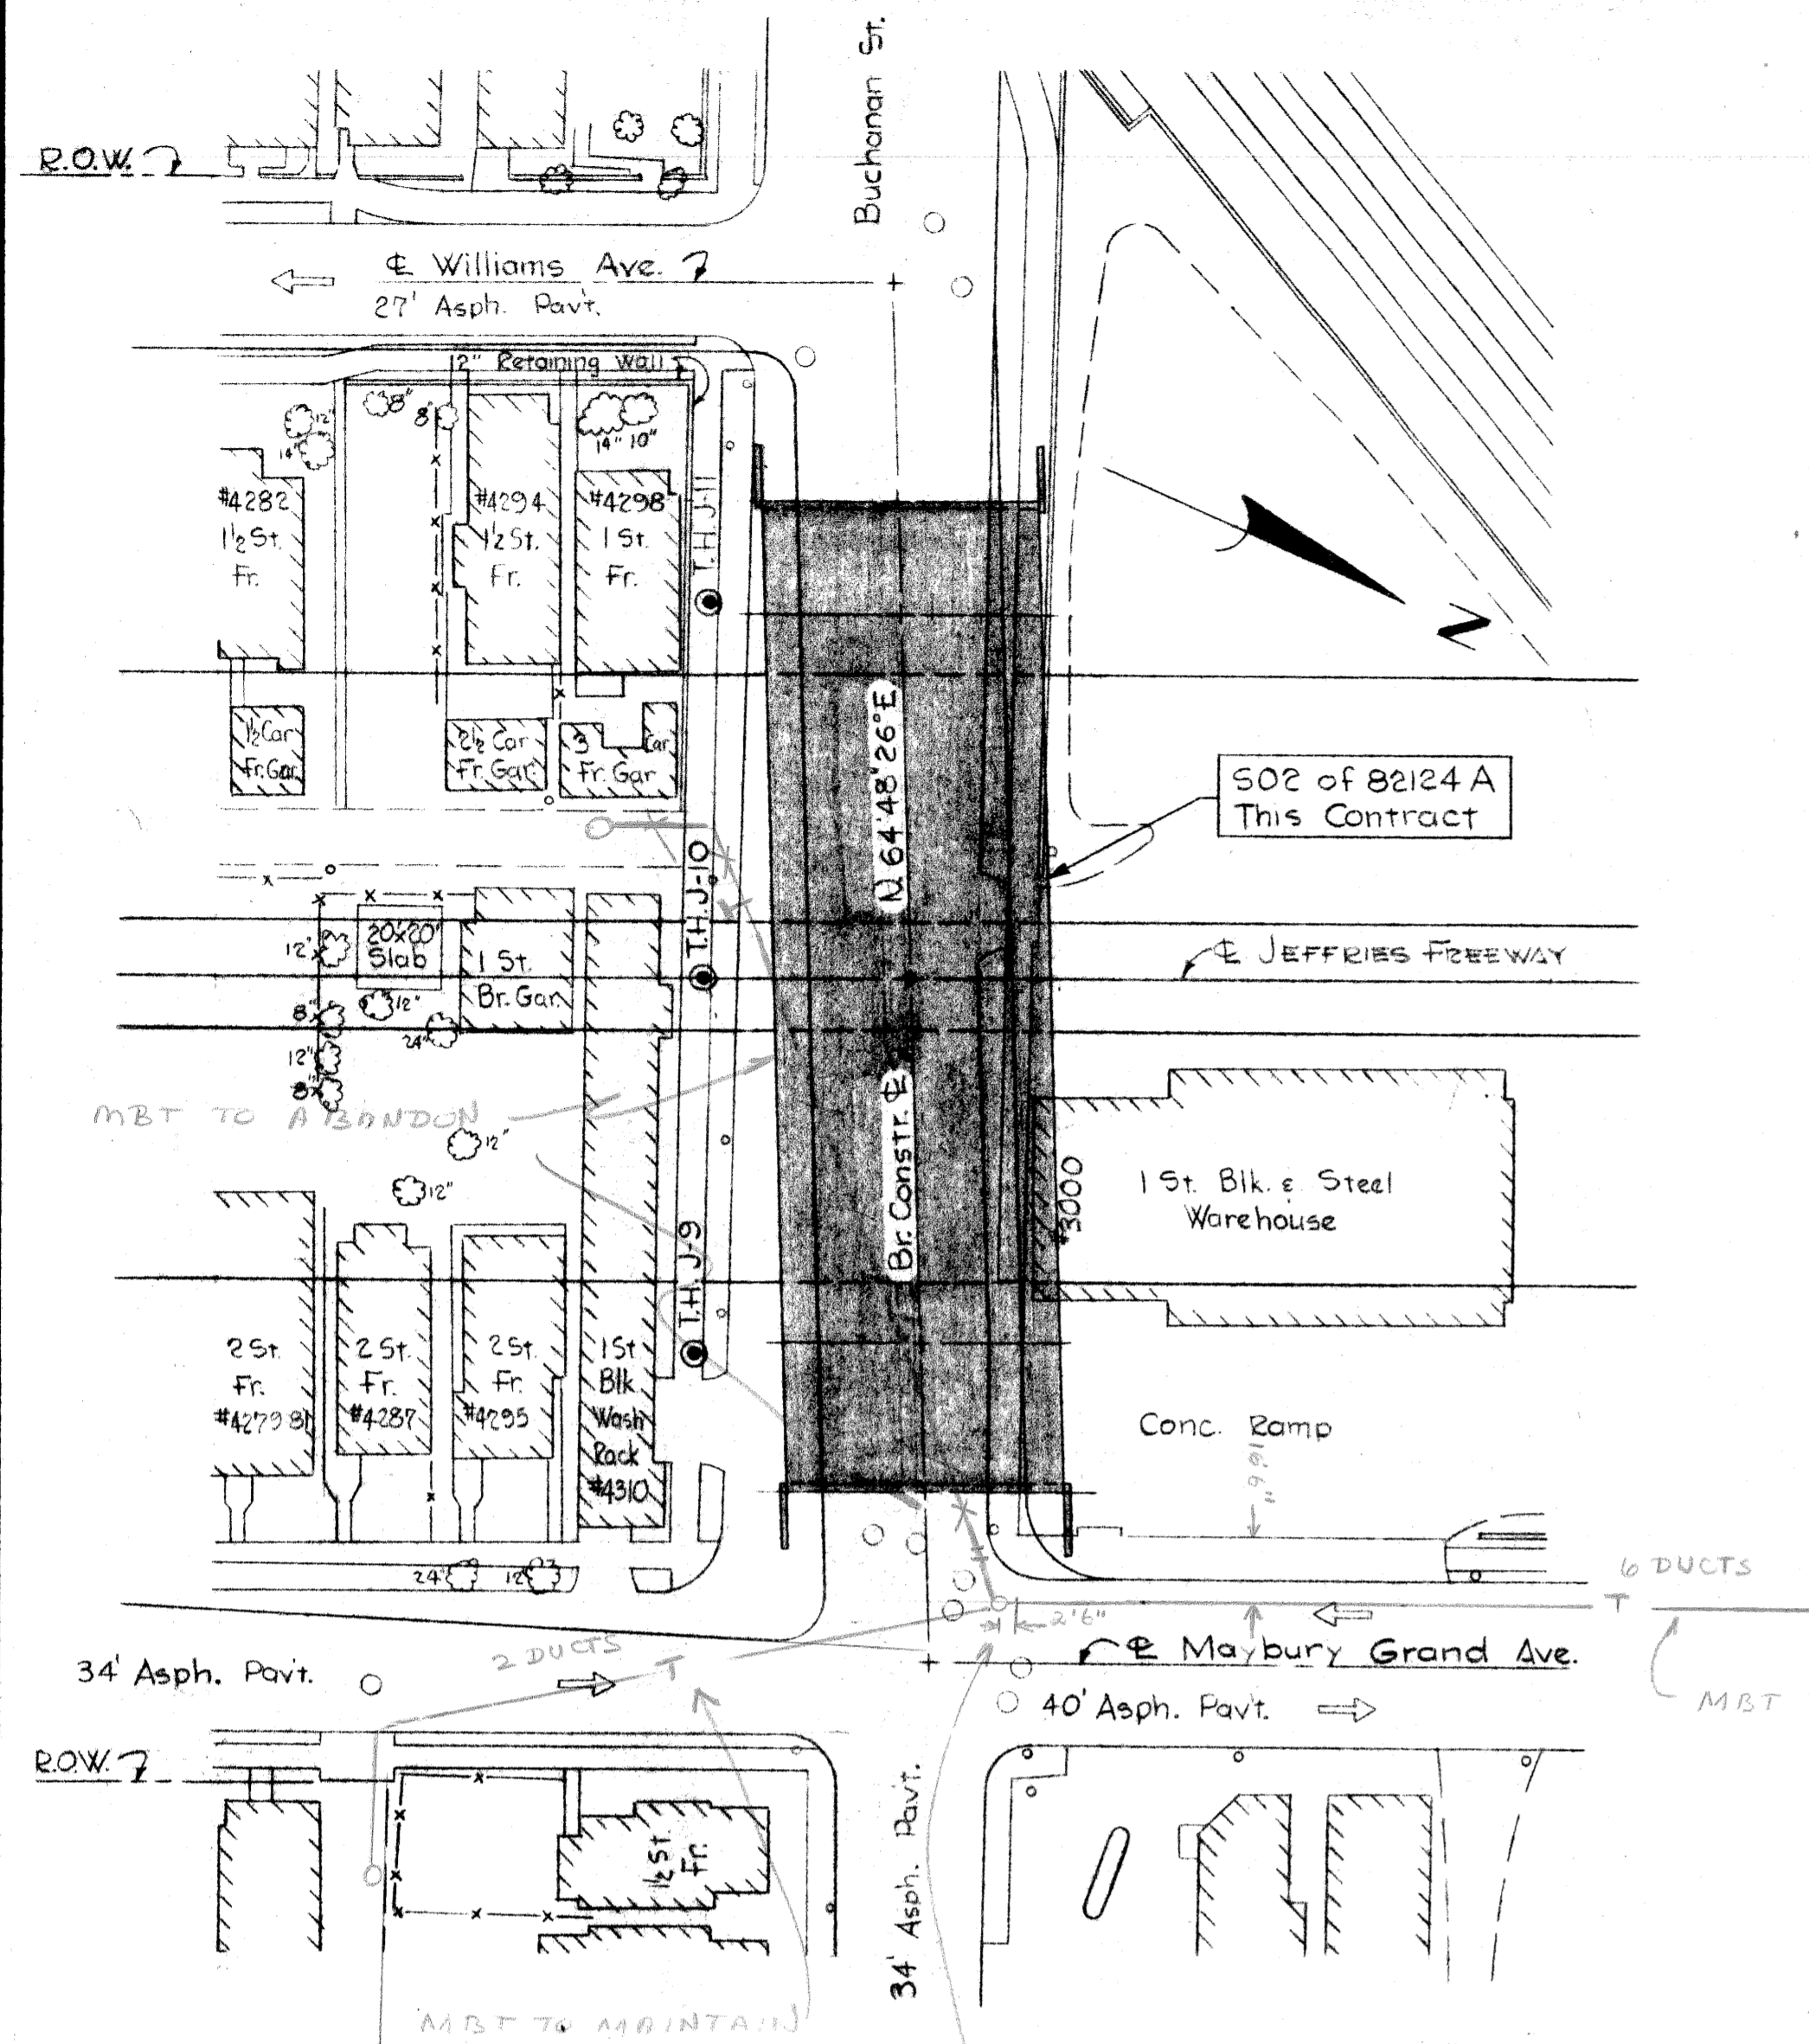 Buchanan St.
R.O.W.
℄ Williams Ave.
27' Asph. Pav't.
12" Retaining Wall
12"
14"
8"
8"
14" 10"
#4282
1½ St.
Fr.
#4294
1½ St.
Fr.
#4298
1 St.
Fr.
T.H. J-11
N
½ Car
Fr. Gar.
2½ Car
Fr. Gar.
3 Car
Fr. Gar
N 64°48'26"E
S02 of 82124 A
This Contract
T.H. J-10
12"
20'x20'
Slab
1 St.
Br. Gar.
℄ JEFFRIES FREEWAY
8"
12"
24"
12"
8"
MBT TO ABANDON
12"
12"
Br. Constr. ℄
#3000
1 St. Blk. & Steel
Warehouse
T.H. J-9
2 St.
Fr.
#4279 81
2 St.
Fr.
#4287
2 St.
Fr.
#4295
1 St
Blk
Wash
Rack
#4310
Conc. Ramp
24"
12"
6 DUCTS
T
2'6"
2 DUCTS
T
℄ Maybury Grand Ave.
34' Asph. Pav't.
40' Asph. Pav't.
MBT
R.O.W.
1½ St.
Fr.
34' Asph. Pav't.
MBT TO MAINTAIN